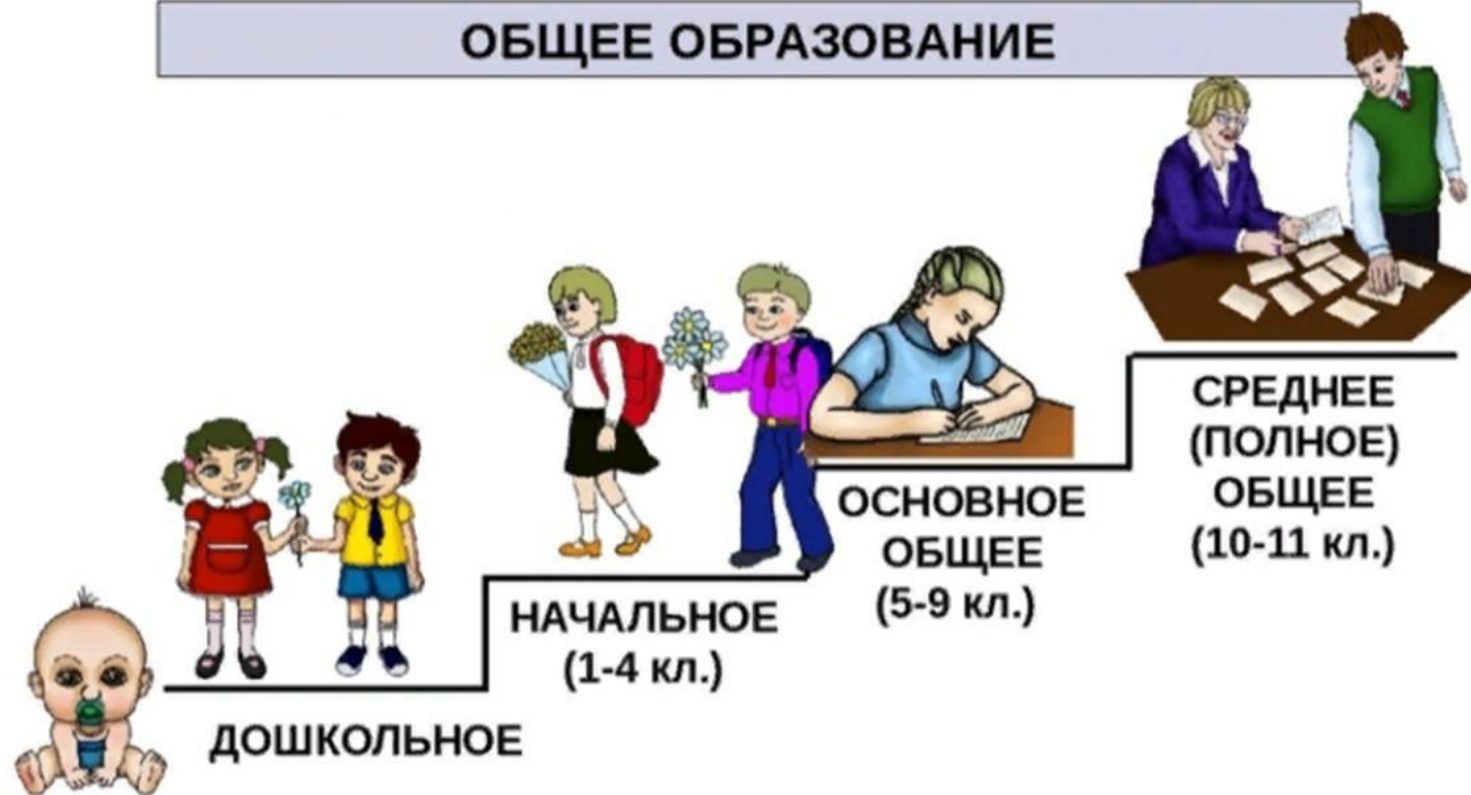 ОБЩЕЕ ОБРАЗОВАНИЕ
ДОШКОЛЬНОЕ
НАЧАЛЬНОЕ
(1-4 кл.)
ОСНОВНОЕ
ОБЩЕЕ
(5-9 кл.)
СРЕДНЕЕ
(ПОЛНОЕ)
ОБЩЕЕ
(10-11 кл.)